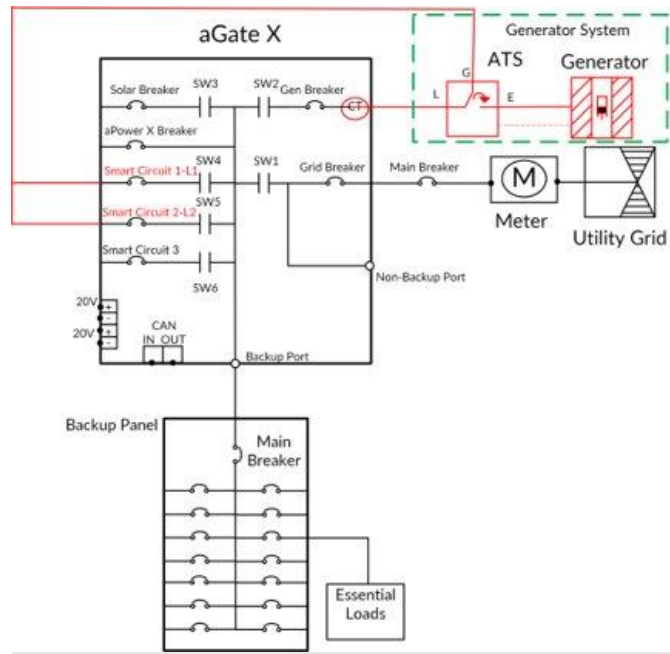 aGate X
Generator System
ATS
Generator
G
L
E
Solar Breaker
SW3
SW2
Gen Breaker
CT
aPower X Breaker
Smart Circuit 1-L1
SW4
SW1
Grid Breaker
Main Breaker
M
Meter
Utility Grid
Smart Circuit 2-L2
SW5
Smart Circuit 3
SW6
Non-Backup Port
20V
+
-
20V
+
-
CAN
IN OUT
Backup Port
Backup Panel
Main
Breaker
Essential
Loads